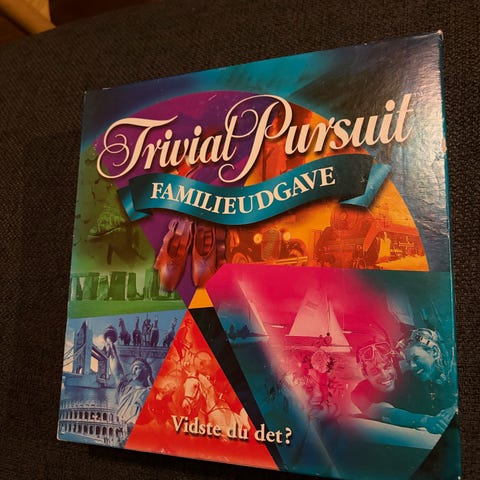 Trivial Pursuit
FAMILIEUDGAVE
Vidste du det?